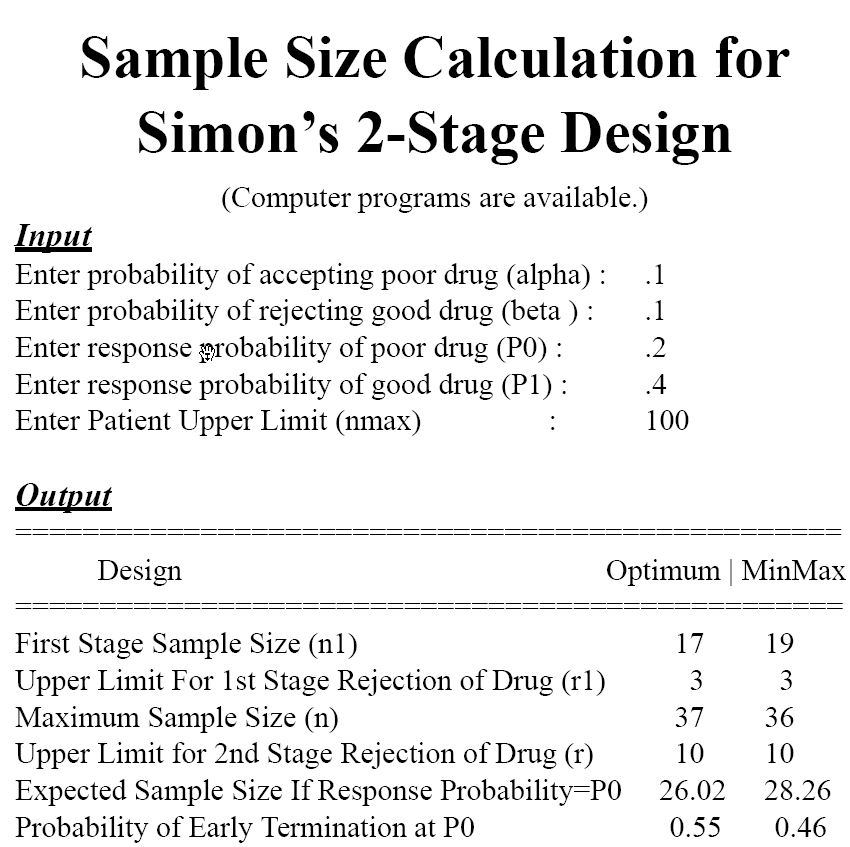 Sample Size Calculation for
Simon’s 2-Stage Design
(Computer programs are available.)
Input
Enter probability of accepting poor drug (alpha) : .1
Enter probability of rejecting good drug (beta ) : .1
Enter response probability of poor drug (P0) : .2
Enter response probability of good drug (P1) : .4
Enter Patient Upper Limit (nmax) : 100
Output
==================================================
Design Optimum | MinMax
==================================================
First Stage Sample Size (n1) 17 19
Upper Limit For 1st Stage Rejection of Drug (r1) 3 3
Maximum Sample Size (n) 37 36
Upper Limit for 2nd Stage Rejection of Drug (r) 10 10
Expected Sample Size If Response Probability=P0 26.02 28.26
Probability of Early Termination at P0 0.55 0.46